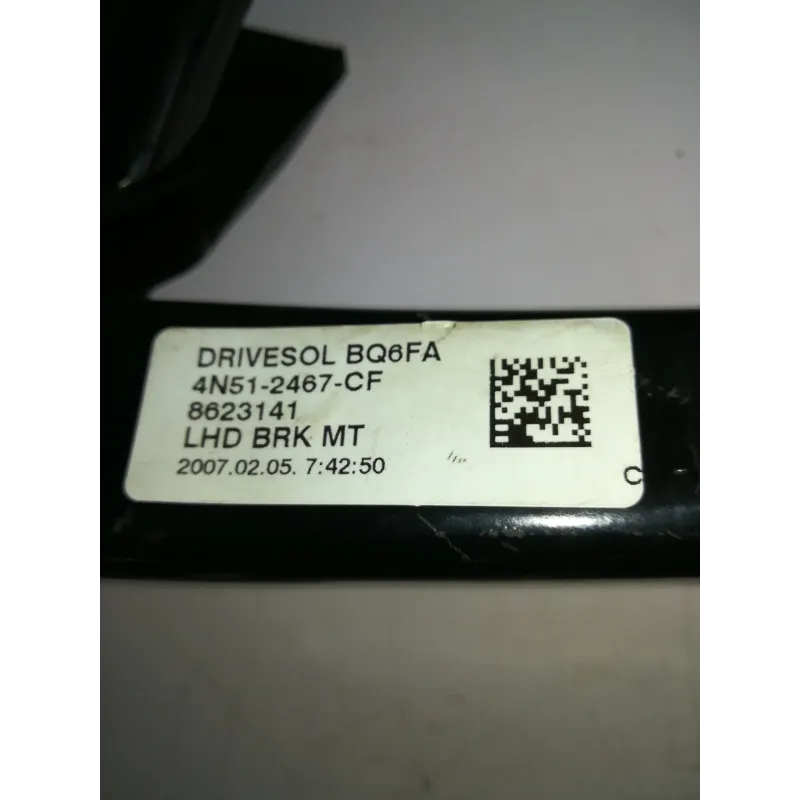 DRIVESOL BQ6FA
4N51-2467-CF
8623141
LHD BRK MT
2007.02.05. 7:42:50
C